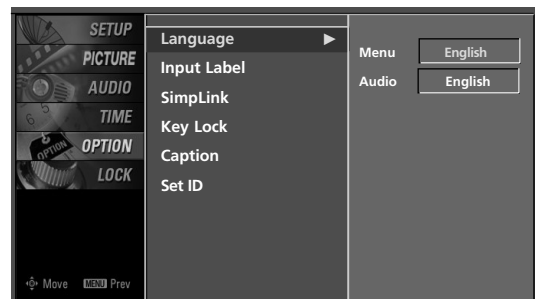 SETUP
PICTURE
AUDIO
TIME
OPTION
LOCK
Move MENU Prev
Language ▶
Input Label
SimpLink
Key Lock
Caption
Set ID
Menu English
Audio English